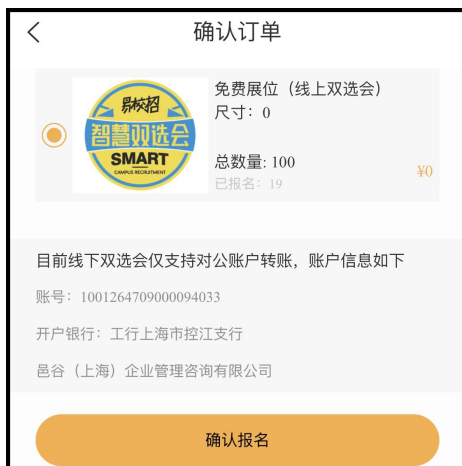 确认订单
免费展位（线上双选会）
尺寸：0
易校招
智慧双选会
SMART
CAMPUS RECRUITMENT
总数量: 100
已报名：19
¥0
目前线下双选会仅支持对公账户转账，账户信息如下
账号：1001264709000094033
开户银行：工行上海市控江支行
邑谷（上海）企业管理咨询有限公司
确认报名